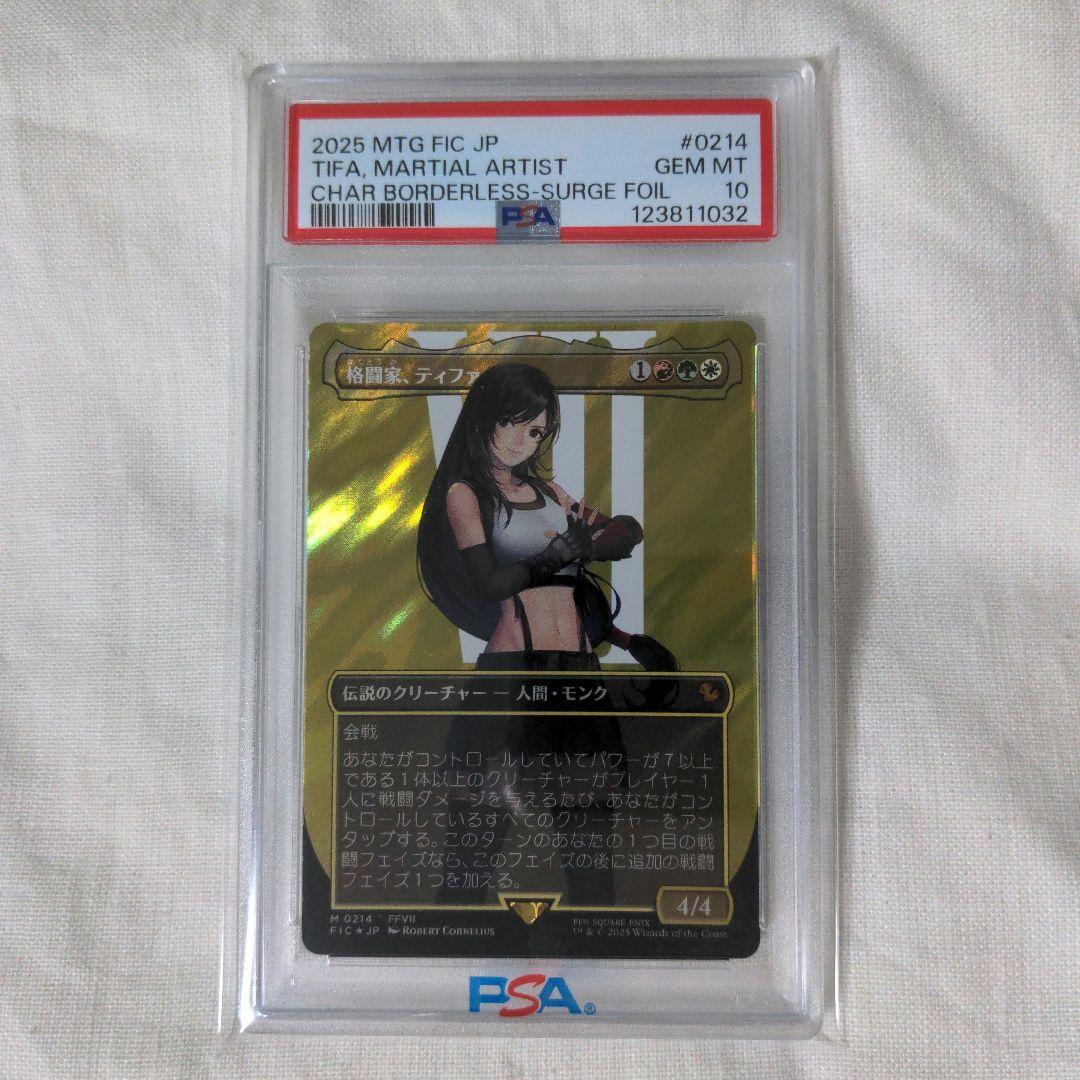 2025 MTG FIC JP #0214
TIFA, MARTIAL ARTIST GEM MT
CHAR BORDERLESS-SURGE FOIL 10
PSA 123811032
格闘家、ティファ
1
VII
伝説のクリーチャー — 人間・モンク
会戦
あなたがコントロールしていてパワーが7以上
である1体以上のクリーチャーがプレイヤー1
人に戦闘ダメージを与えるたび、あなたがコント
ロールしているすべてのクリーチャーをアン
タップする。このターンのあなたの1つ目の戦
闘フェイズなら、このフェイズの後に追加の戦闘
フェイズ1つを加える。
4/4
M 0214 FFVII
FIC★JP ROBERT CORNELIUS
FF© SQUARE ENIX
™ & © 2025 Wizards of the Coast
PSA®